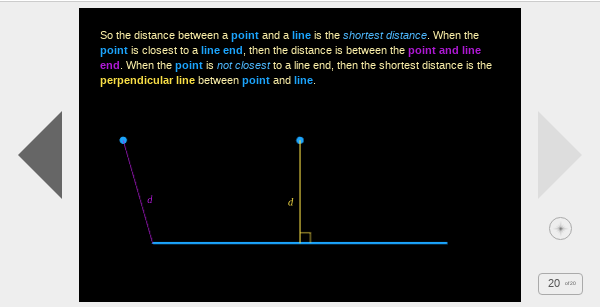 So the distance between a point and a line is the shortest distance. When the
point is closest to a line end, then the distance is between the point and line
end. When the point is not closest to a line end, then the shortest distance is the
perpendicular line between point and line.
d
d
20 of 20